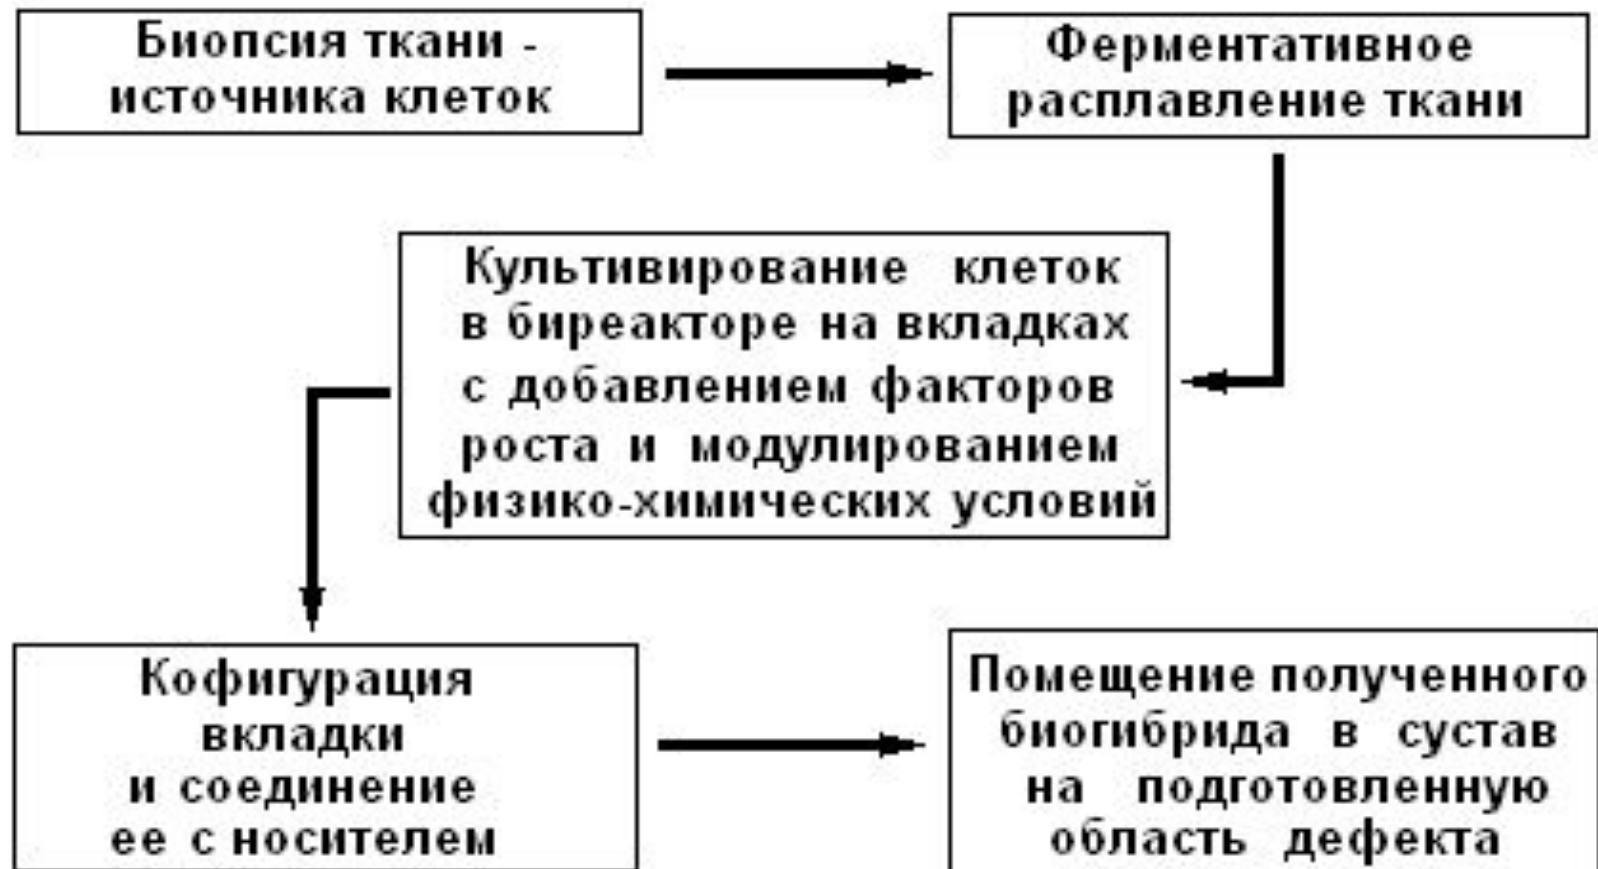 Биопсия ткани -
источника клеток
Ферментативное
расплавление ткани
Культивирование клеток
в биреакторе на вкладках
с добавлением факторов
роста и модулированием
физико-химических условий
Кофигурация
вкладки
и соединение
ее с носителем
Помещение полученного
биогибрида в сустав
на подготовленную
область дефекта